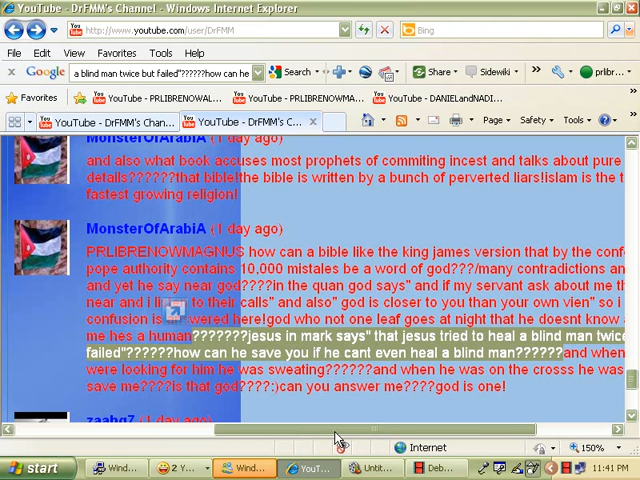 YouTube - DrFMM's Channel - Windows Internet Explorer
http://www.youtube.com/user/DrFMM
Bing
File Edit View Favorites Tools Help
Google a blind man twice but failed"??????how can he Search Share Sidewiki prlibr...
Favorites YouTube - PRLIBRENOWAL... YouTube - PRLIBRENOWMA... YouTube - DANIELandNADI...
YouTube - DrFMM's Chan... YouTube - DrFMM's C... Page Safety Tools
MonsterOfArabiA (1 day ago)
and also what book accuses most prophets of commiting incest and talks about pure
details??????that bible!the bible is written by a bunch of perverted liars!islam is the
fastest growing religion!
MonsterOfArabiA (1 day ago)
PRLIBRENOWMAGNUS how can a bible like the king james version that by the
pope authority contains 10,000 mistales be a word of god???/many contradictions
and yet he say near god????in the quan god says" and if my servant ask about me
near and i to their calls" and also" god is closer to you than your own vien" so i
confusion is wered here!god who not one leaf goes at night that he doesnt know
me hes a human???????jesus in mark says" that jesus tried to heal a blind man twice
failed"??????how can he save you if he cant even heal a blind man??????and when
were looking for him he was sweating??????and when he was on the crosss he was
save me????is that god????:)can you answer me????god is one!
zaahg7 (1 day ago)
Internet 150%
start Wind... 2 Y... Wind... YouT... Untit... Deb... 11:41 PM